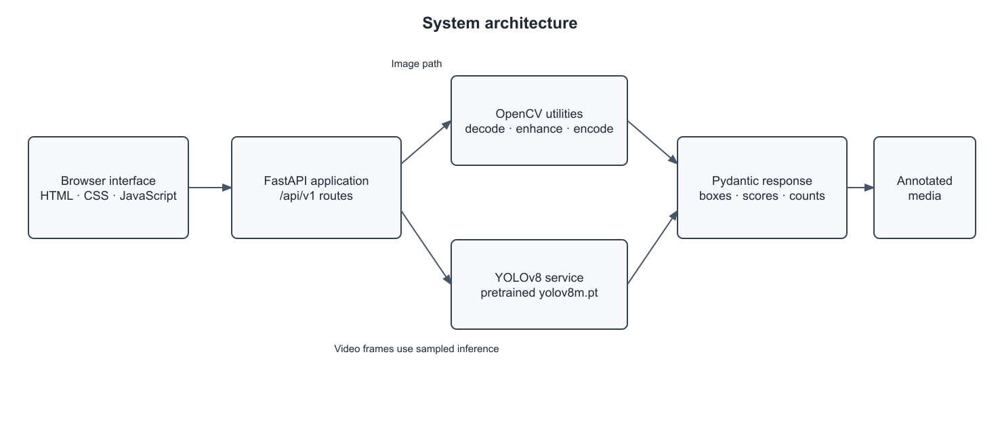 System architecture
Image path
OpenCV utilities
decode · enhance · encode
Browser interface
HTML · CSS · JavaScript
FastAPI application
/api/v1 routes
Pydantic response
boxes · scores · counts
Annotated
media
YOLOv8 service
pretrained yolov8m.pt
Video frames use sampled inference